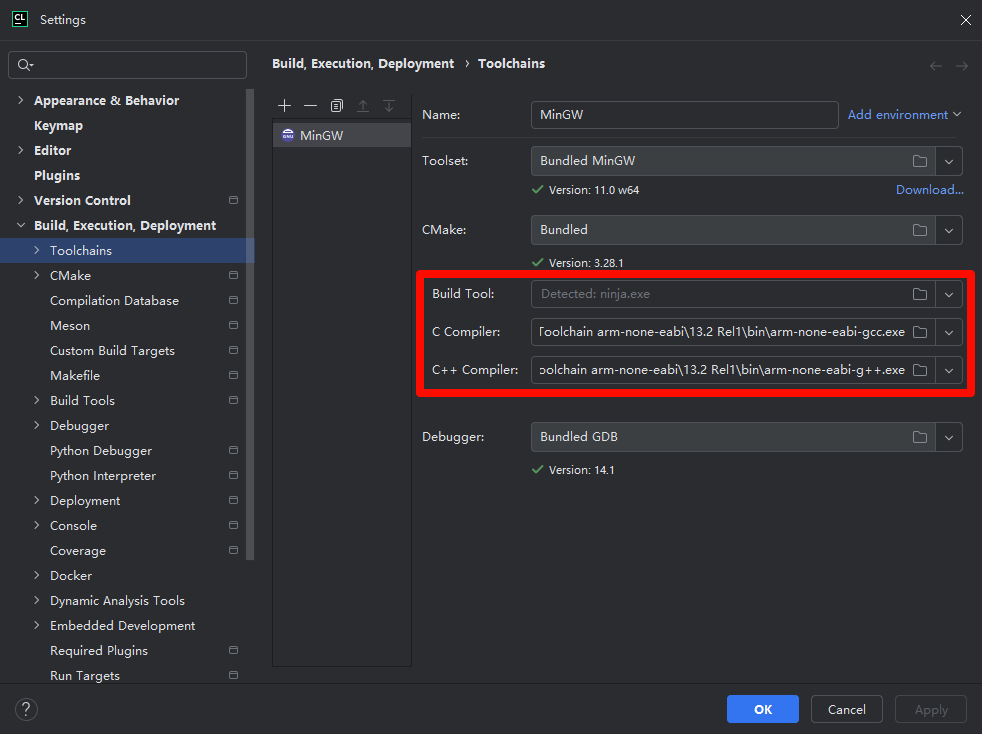 CL Settings
Build, Execution, Deployment › Toolchains
Appearance & Behavior
Keymap
Editor
Plugins
Version Control
Build, Execution, Deployment
Toolchains
CMake
Compilation Database
Meson
Custom Build Targets
Makefile
Build Tools
Debugger
Python Debugger
Python Interpreter
Deployment
Console
Coverage
Docker
Dynamic Analysis Tools
Embedded Development
Required Plugins
Run Targets
MinGW
Name: MinGW Add environment
Toolset: Bundled MinGW
Version: 11.0 w64 Download...
CMake: Bundled
Version: 3.28.1
Build Tool: Detected: ninja.exe
C Compiler: Toolchain arm-none-eabi\13.2 Rel1\bin\arm-none-eabi-gcc.exe
C++ Compiler: oolchain arm-none-eabi\13.2 Rel1\bin\arm-none-eabi-g++.exe
Debugger: Bundled GDB
Version: 14.1
? OK Cancel Apply